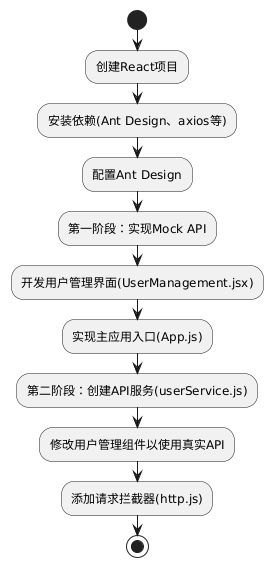 创建React项目
安装依赖(Ant Design、axios等)
配置Ant Design
第一阶段：实现Mock API
开发用户管理界面(UserManagement.jsx)
实现主应用入口(App.js)
第二阶段：创建API服务(userService.js)
修改用户管理组件以使用真实API
添加请求拦截器(http.js)